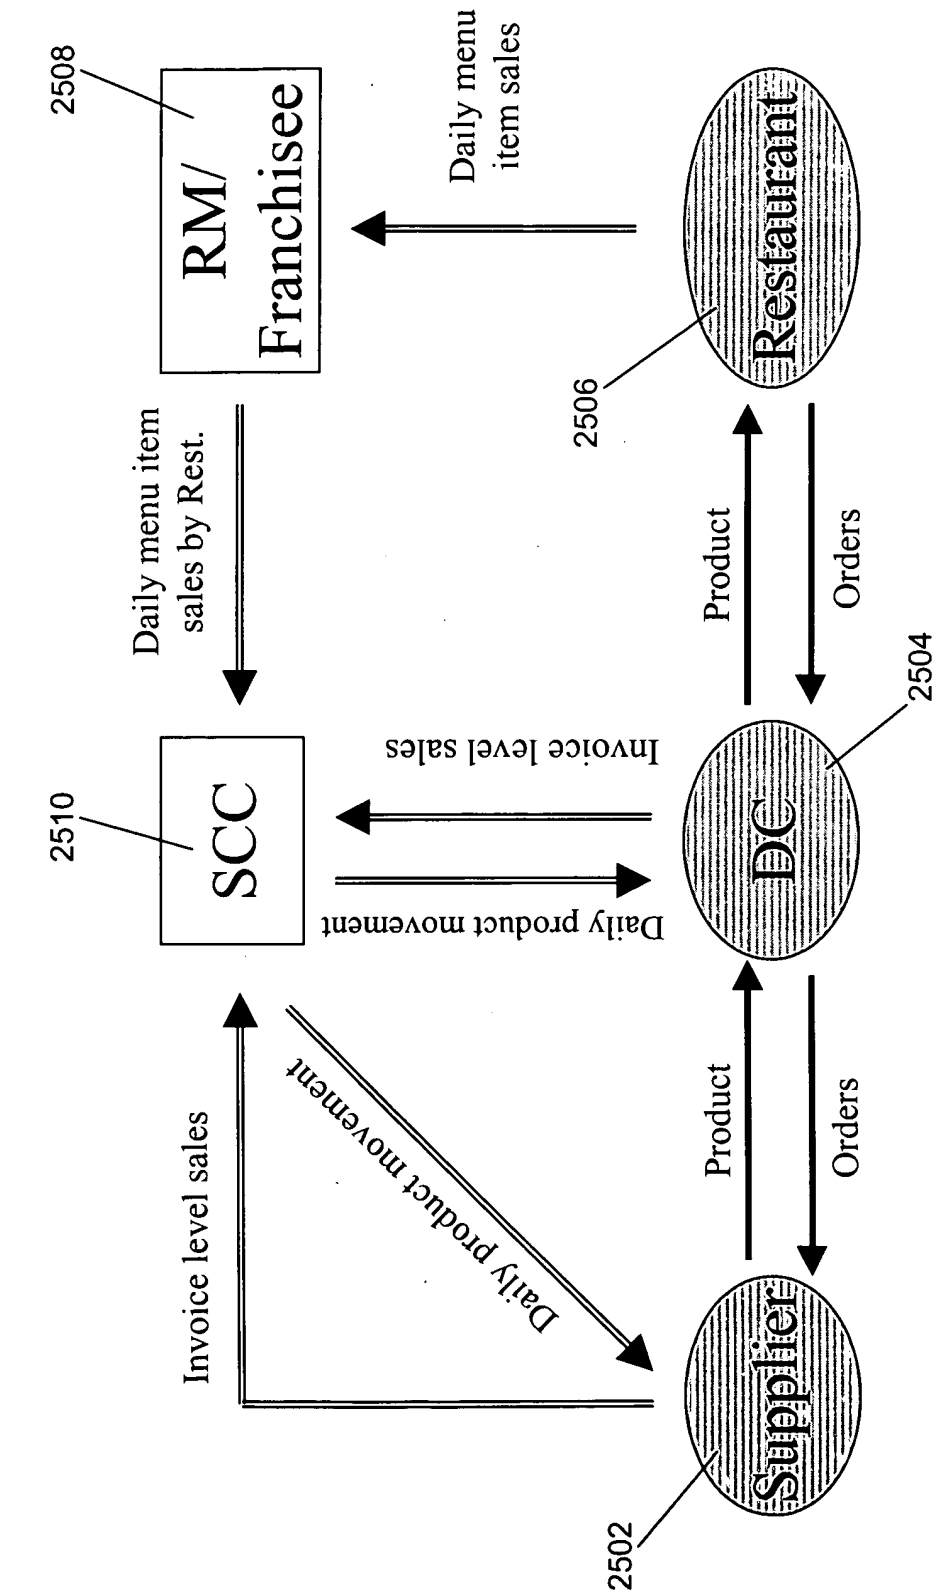 2510
2508
Daily menu item
sales by Rest.
Invoice level sales
SCC
RM/
Franchisee
Daily product movement
Daily product movement
Invoice level sales
Daily menu
item sales
2506
2502
Supplier
Product
Orders
DC
2504
Product
Orders
Restaurant